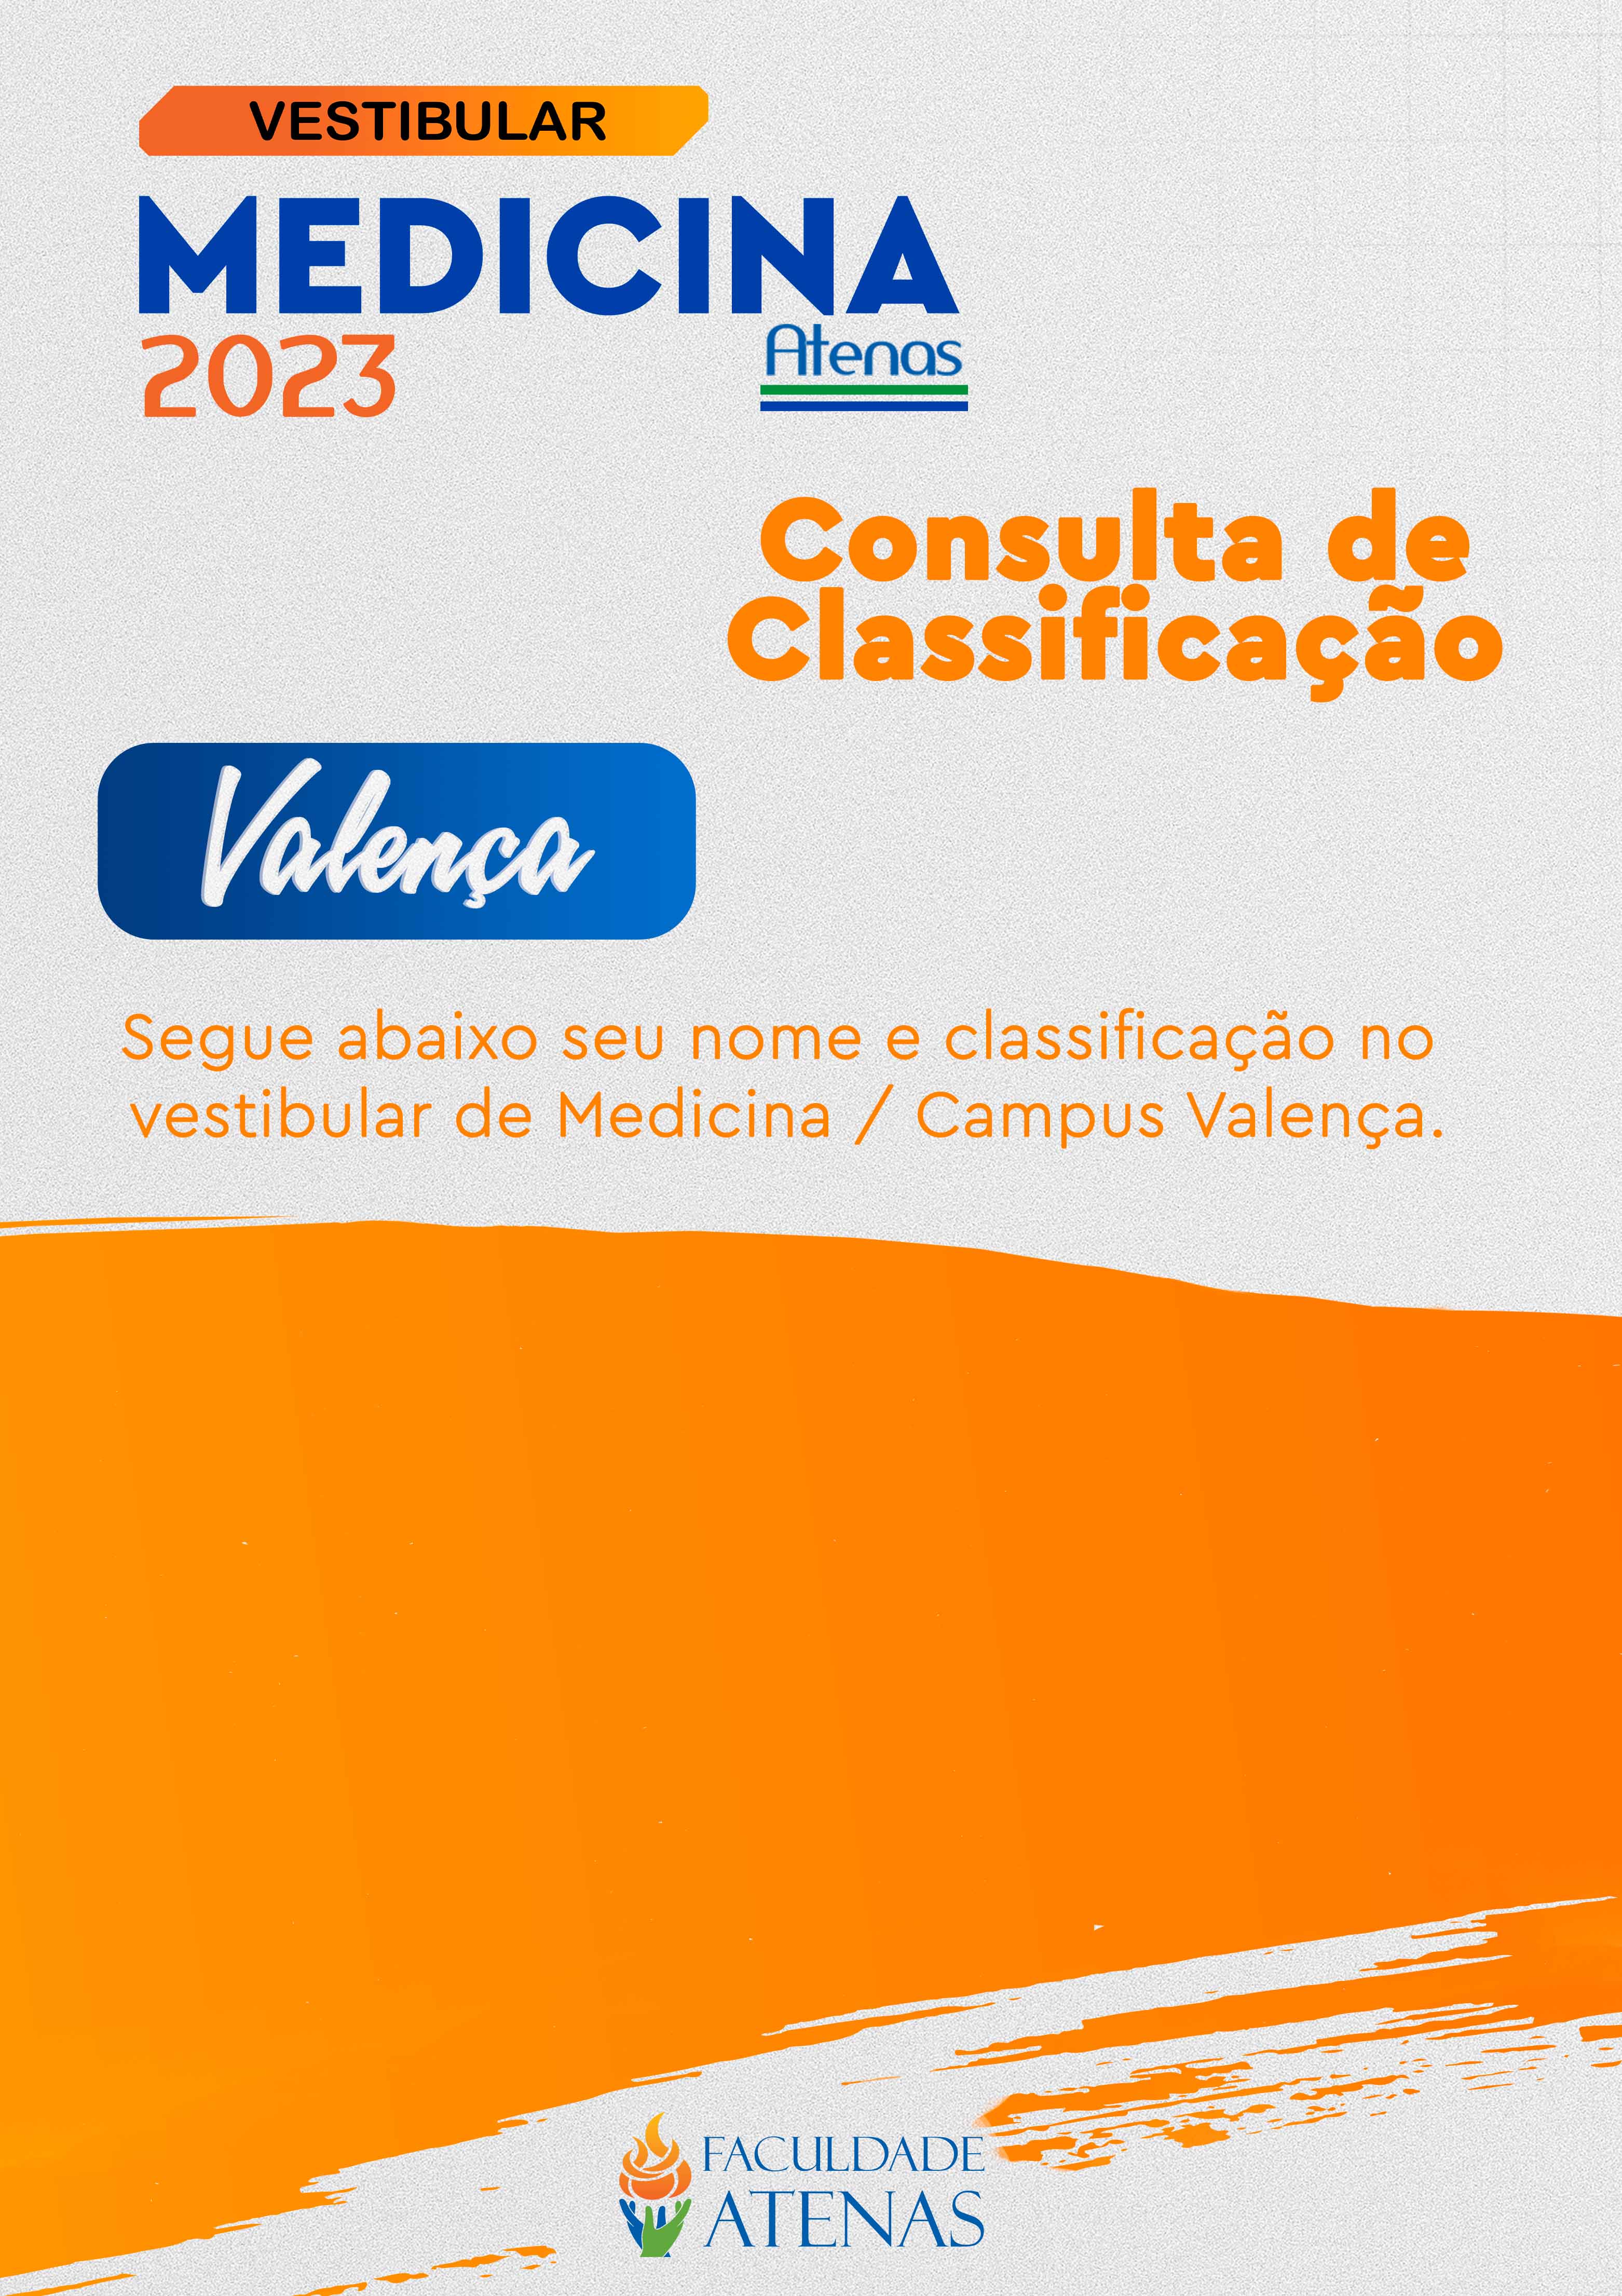 VESTIBULAR
MEDICINA
2023
Atenas
Consulta de
Classificação
Valença
Segue abaixo seu nome e classificação no
vestibular de Medicina / Campus Valença.
FACULDADE
ATENAS